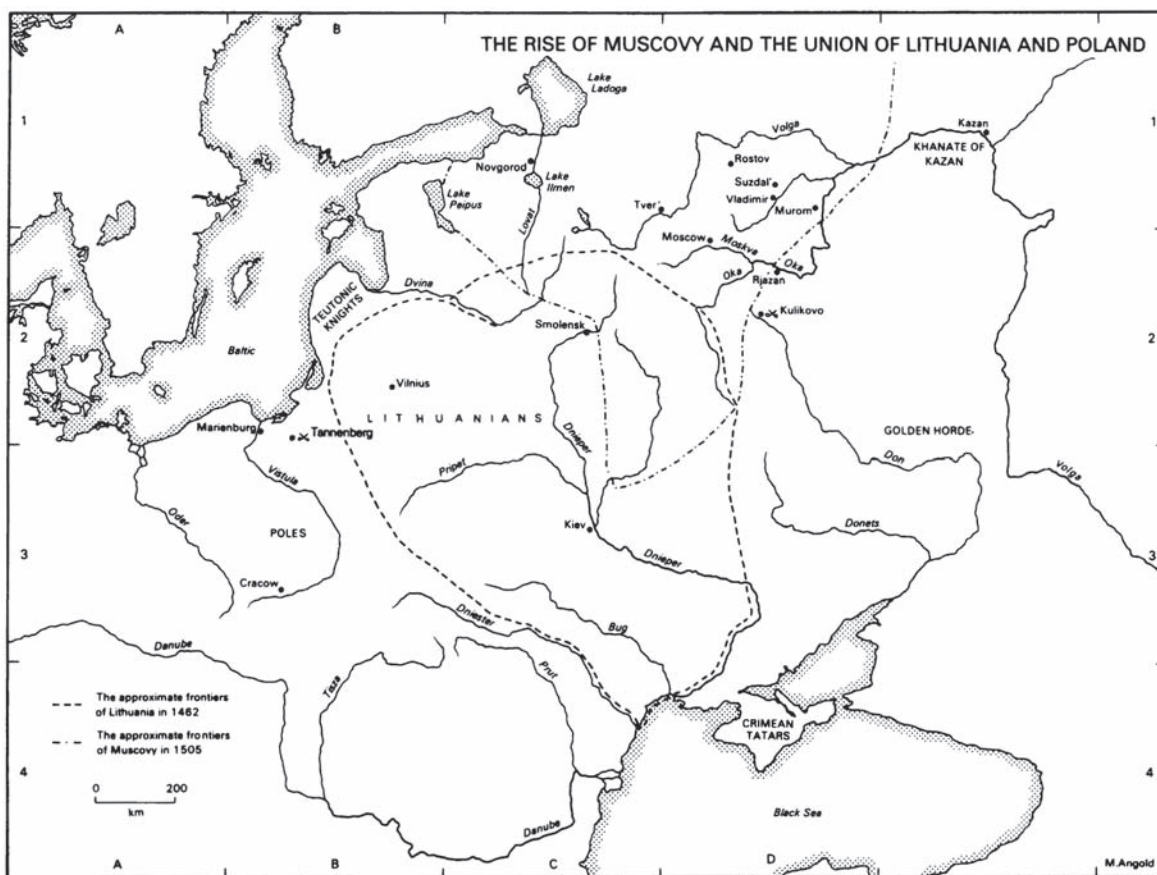 A
B
THE RISE OF MUSCOVY AND THE UNION OF LITHUANIA AND POLAND
Lake
Ladoga
1
1
Volga
Kazan
KHANATE OF
KAZAN
Novgorod
Rostov
Lake
Ilmen
Suzdal'
Lake
Peipus
Vladimir
Tver'
Murom
Lovat
Moscow
Moskva
Oka
Oka
Rjazan
Dvina
TEUTONIC
KNIGHTS
Kulikovo
Smolensk
2
2
Baltic
Vilnius
LITHUANIANS
Marienburg
Tannenberg
GOLDEN HORDE
Dnieper
Don
Pripet
Vistula
Volga
Oder
Kiev
Donets
POLES
3
3
Dnieper
Cracow
Dniester
Bug
Danube
Prut
Tisza
The approximate frontiers
of Lithuania in 1462
CRIMEAN
TATARS
The approximate frontiers
of Muscovy in 1505
4
4
0 200
km
Black Sea
Danube
A
B
C
D
M.Angold